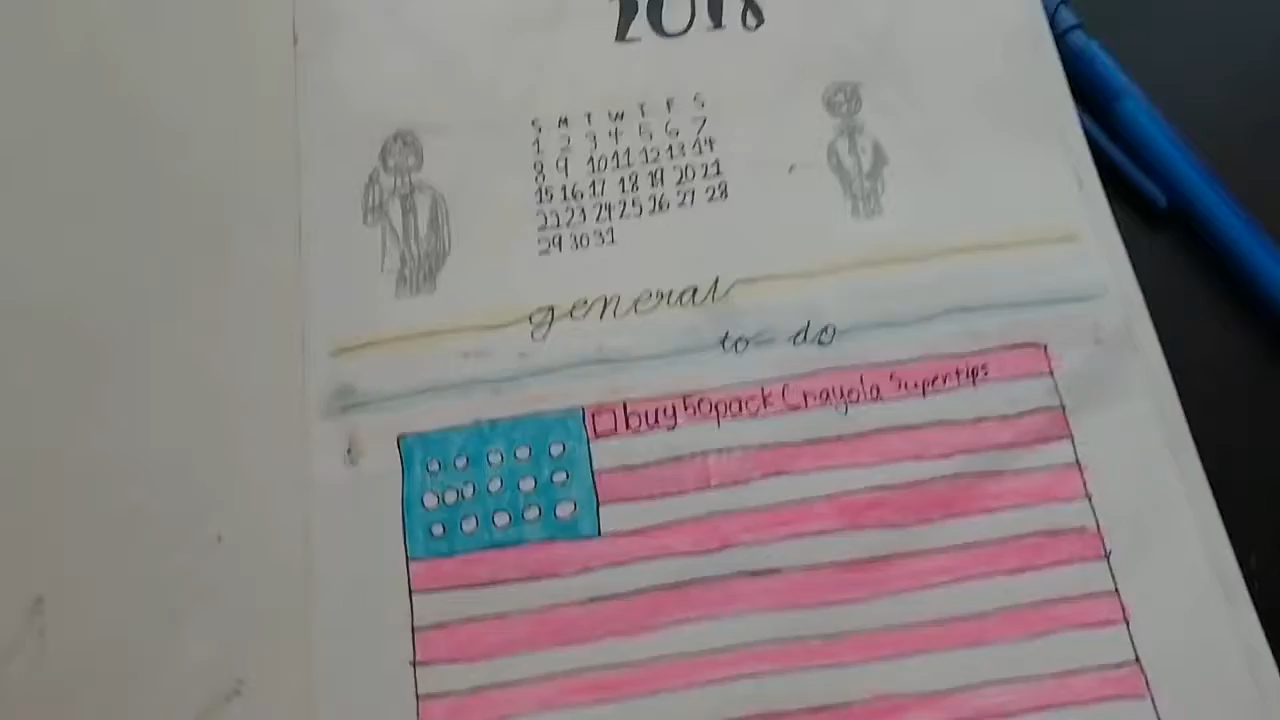 2018
S M T W T F S
1 2 3 4 5 6 7
8 9 10 11 12 13 14
15 16 17 18 19 20 21
22 23 24 25 26 27 28
29 30 31
general
to-do
buy 50pack Crayola Supertips